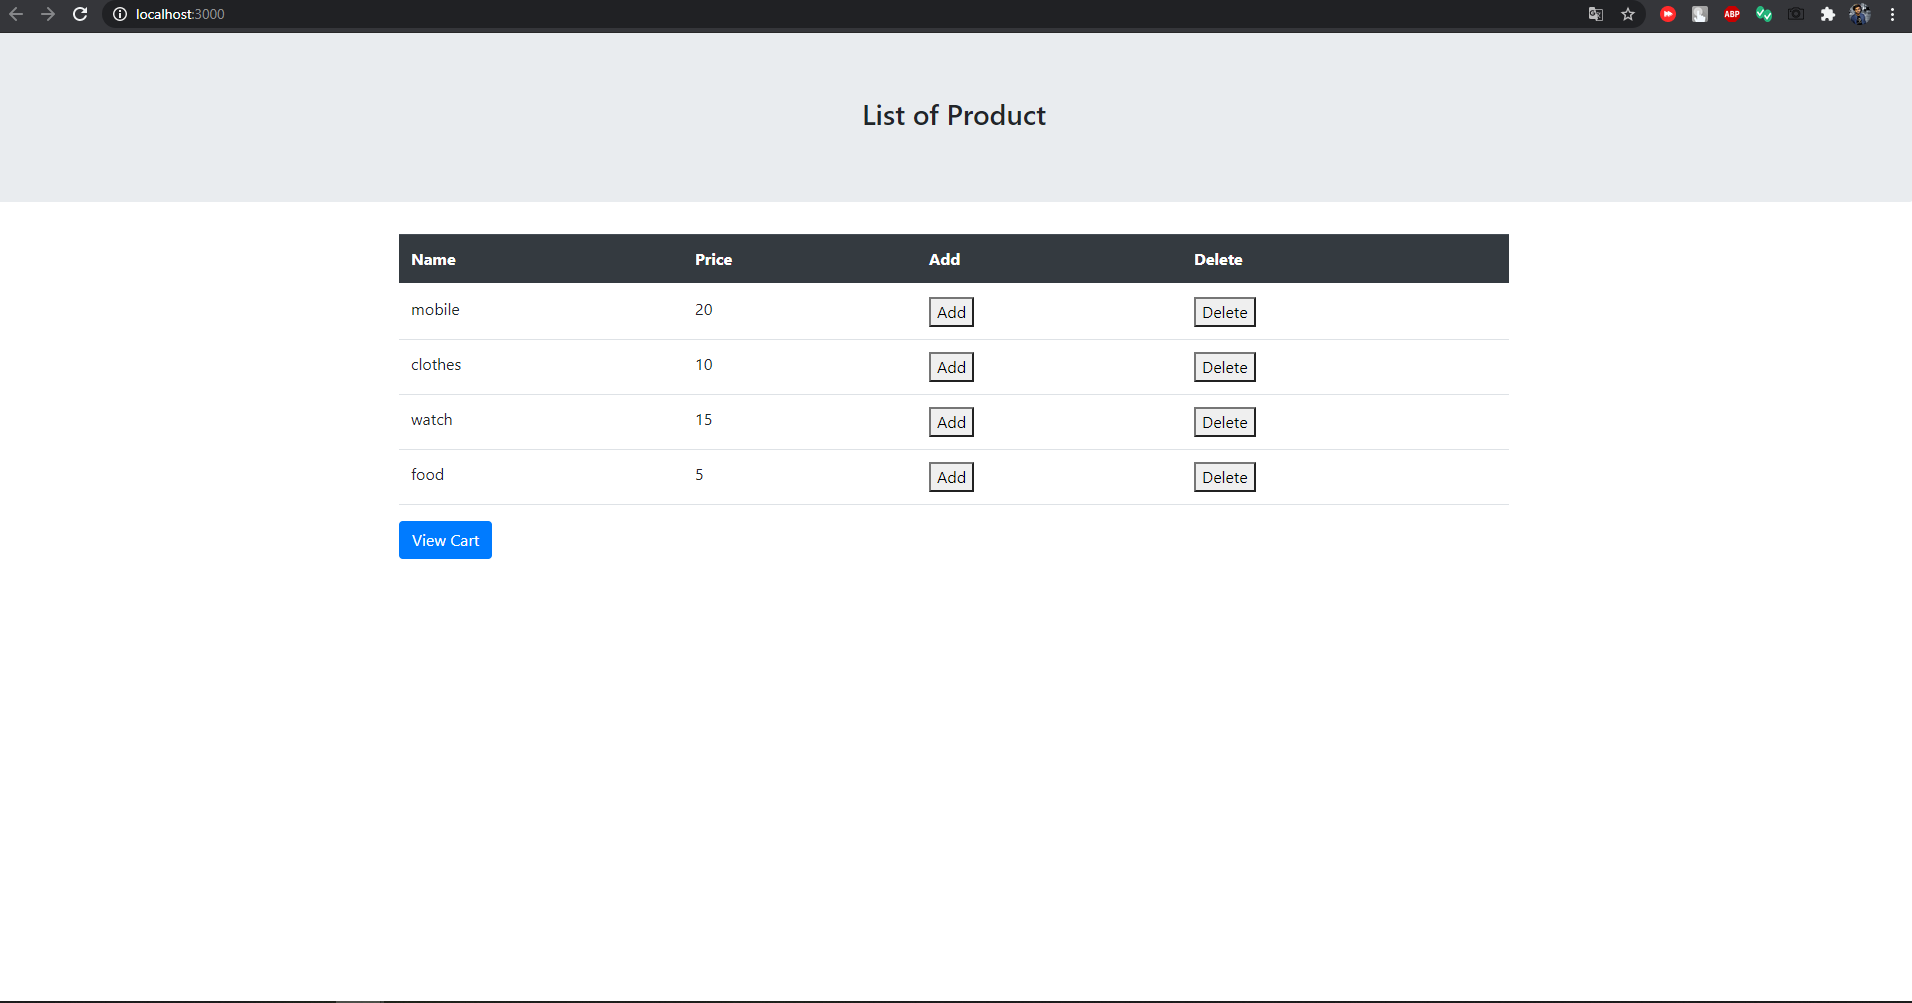 localhost:3000
ABP
List of Product
Name Price Add Delete
mobile 20 Add Delete
clothes 10 Add Delete
watch 15 Add Delete
food 5 Add Delete
View Cart